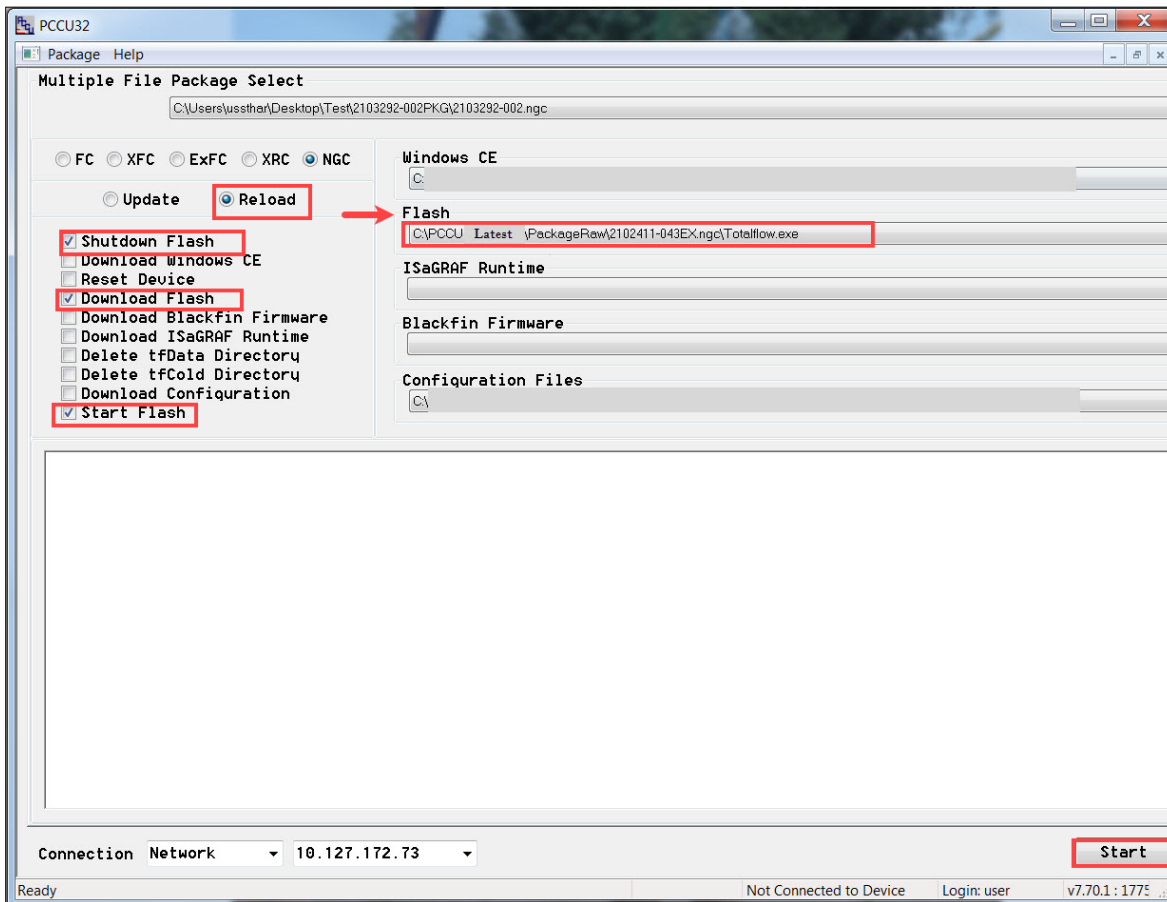 PCCU32
Package Help
Multiple File Package Select
C:\Users\ussthar\Desktop\Test\2103292-002PKG\2103292-002.ngc
FC XFC ExFC XRC NGC
Update Reload
Shutdown Flash
Download Windows CE
Reset Device
Download Flash
Download Blackfin Firmware
Download ISaGRAF Runtime
Delete tfData Directory
Delete tfCold Directory
Download Configuration
Start Flash
Windows CE
C:
Flash
C:\PCCU Latest \PackageRaw\2102411-043EX.ngc\Totalflow.exe
ISaGRAF Runtime
Blackfin Firmware
Configuration Files
C:\
Connection Network 10.127.172.73 Start
Ready Not Connected to Device Login: user v7.70.1 : 1775